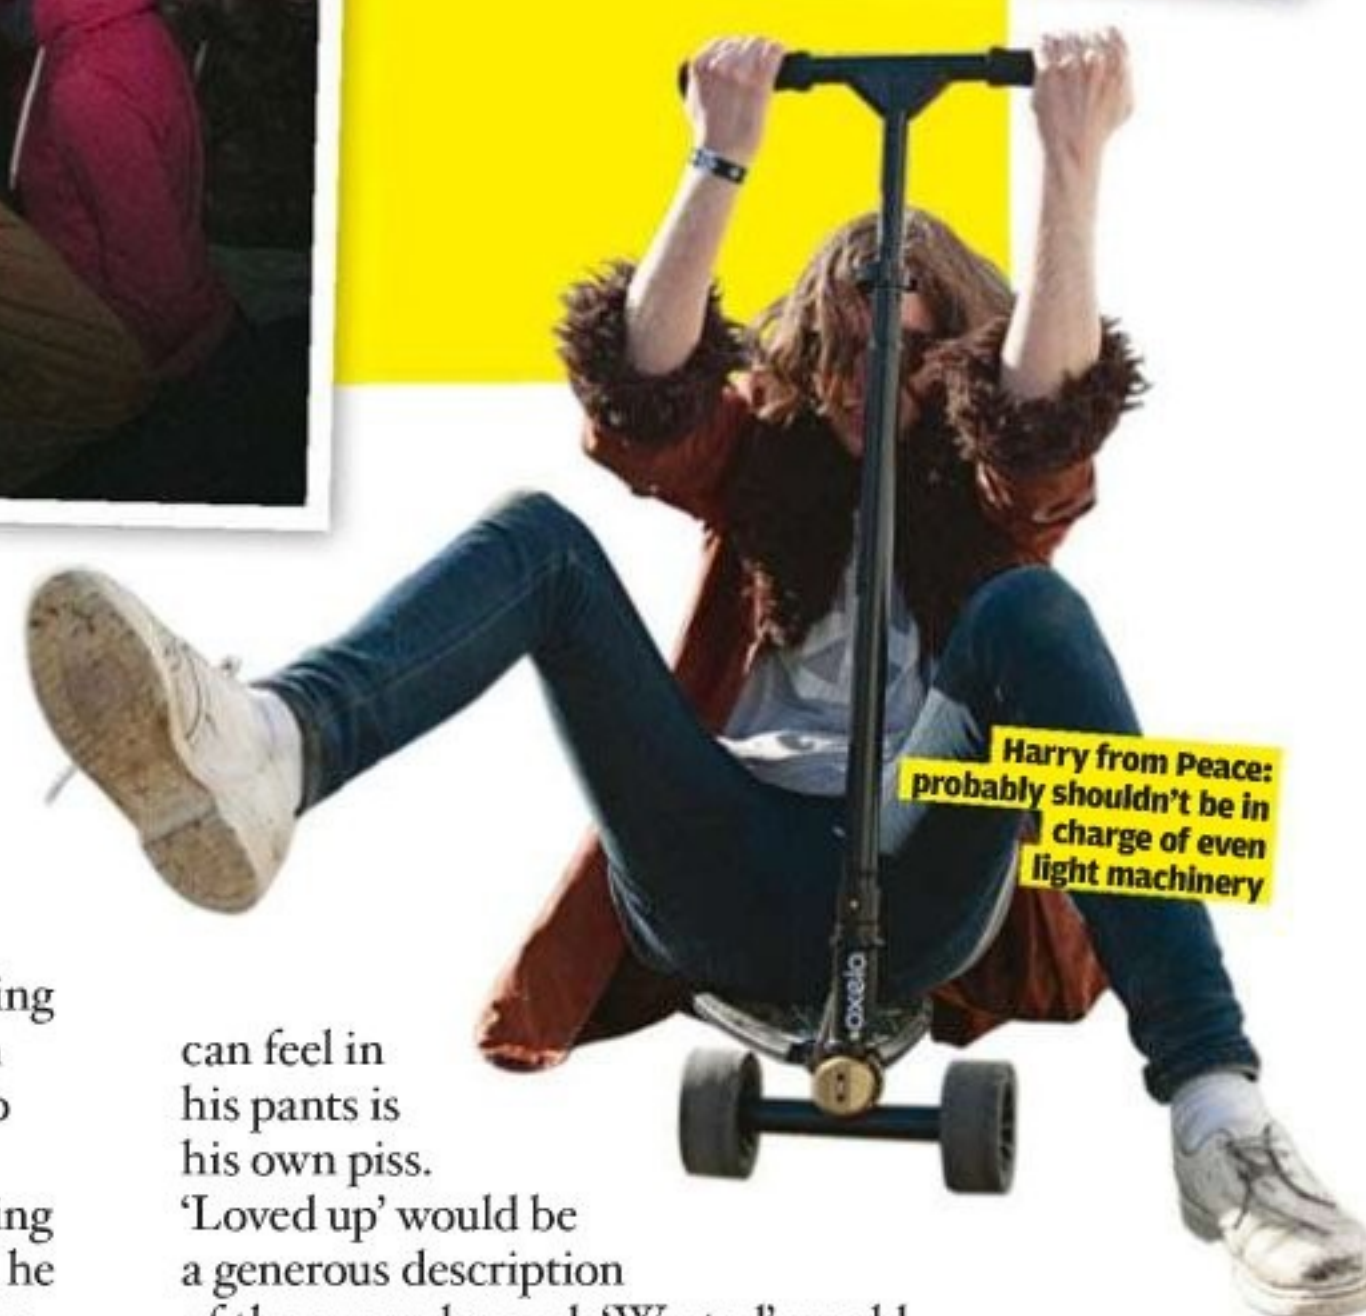 Harry from Peace:
probably shouldn't be in
charge of even
light machinery
oxelo
ing
ing
he
can feel in
his pants is
his own piss.
‘Loved up’ would be
a generous description